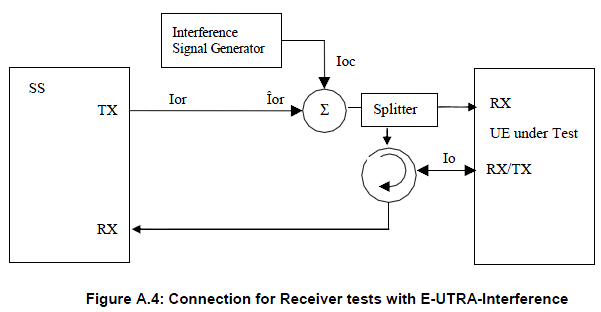 Interference
Signal Generator
Ioc
SS
TX
Ior
Îor
Σ
Splitter
RX
UE under Test
Io
RX/TX
RX
Figure A.4: Connection for Receiver tests with E-UTRA-Interference